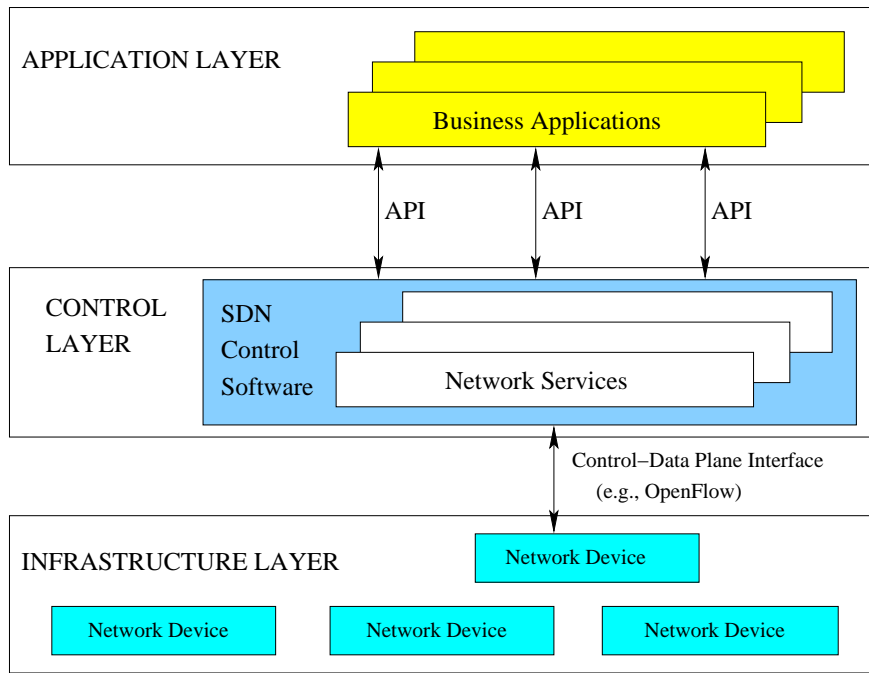 APPLICATION LAYER
Business Applications
API
API
API
CONTROL
LAYER
SDN
Control
Software
Network Services
Control–Data Plane Interface
(e.g., OpenFlow)
INFRASTRUCTURE LAYER
Network Device
Network Device
Network Device
Network Device